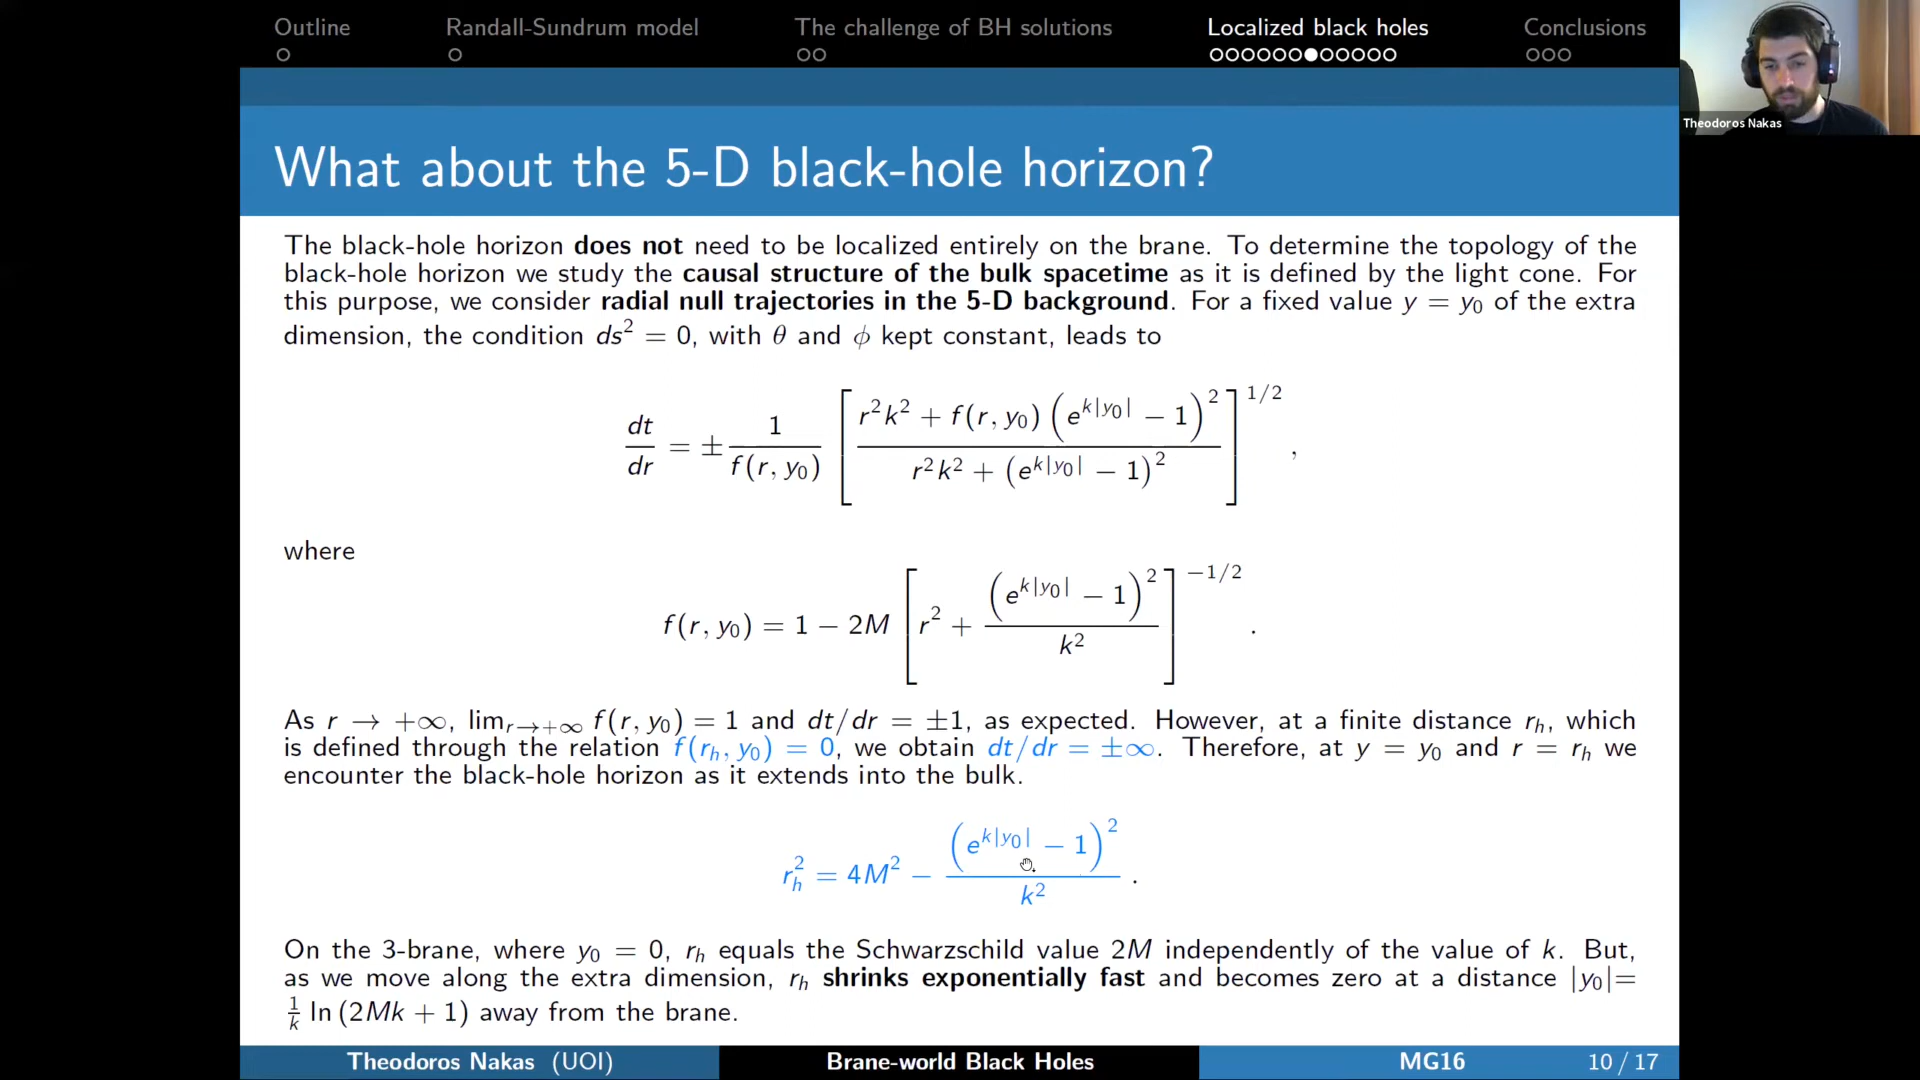 Outline Randall-Sundrum model The challenge of BH solutions Localized black holes Conclusions
Theodoros Nakas
What about the 5-D black-hole horizon?
The black-hole horizon does not need to be localized entirely on the brane. To determine the topology of the
black-hole horizon we study the causal structure of the bulk spacetime as it is defined by the light cone. For
this purpose, we consider radial null trajectories in the 5-D background. For a fixed value y = y₀ of the extra
dimension, the condition ds² = 0, with θ and ϕ kept constant, leads to
dt/dr = ± 1/f(r, y₀) [ (r²k² + f(r, y₀) (e^{k|y₀|} − 1)²) / (r²k² + (e^{k|y₀|} − 1)²) ]^{1/2} ,
where
f(r, y₀) = 1 − 2M [ r² + (e^{k|y₀|} − 1)² / k² ]^{−1/2} .
As r → +∞, lim_{r→+∞} f(r, y₀) = 1 and dt/dr = ±1, as expected. However, at a finite distance r_h, which
is defined through the relation f(r_h, y₀) = 0, we obtain dt/dr = ±∞. Therefore, at y = y₀ and r = r_h we
encounter the black-hole horizon as it extends into the bulk.
r_h² = 4M² − (e^{k|y₀|} − 1)² / k² .
On the 3-brane, where y₀ = 0, r_h equals the Schwarzschild value 2M independently of the value of k. But,
as we move along the extra dimension, r_h shrinks exponentially fast and becomes zero at a distance |y₀|=
1/k ln (2Mk + 1) away from the brane.
Theodoros Nakas (UOI) Brane-world Black Holes MG16 10 / 17